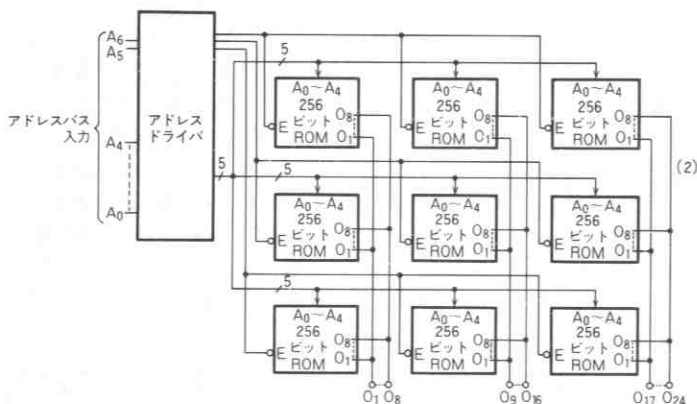 A6
A5
アドレスバス
入力
A4
A0
アドレス
ドライバ
5
5
5
5
A0～A4
256
ビット
ROM
E
O8
O1
A0～A4
256
ビット
ROM
E
O8
O1
A0～A4
256
ビット
ROM
E
O8
O1
(2)
A0～A4
256
ビット
ROM
E
O8
O1
A0～A4
256
ビット
ROM
E
O8
O1
A0～A4
256
ビット
ROM
E
O8
O1
A0～A4
256
ビット
ROM
E
O8
O1
A0～A4
256
ビット
ROM
E
O8
O1
A0～A4
256
ビット
ROM
E
O8
O1
O1 O8
O9 O16
O17 O24